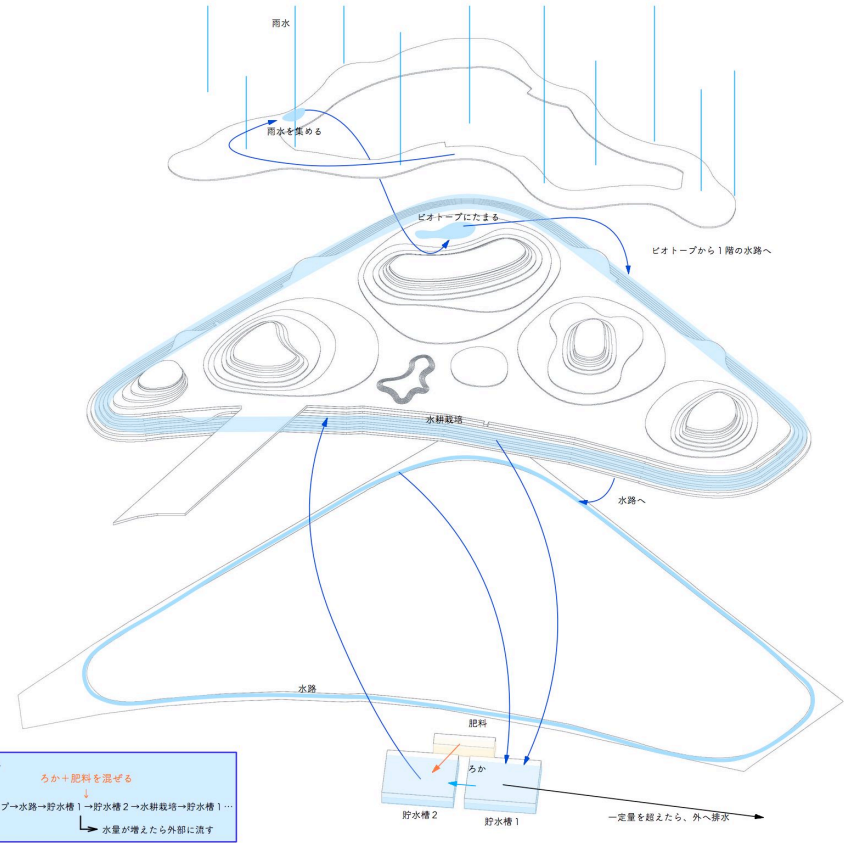 雨水
雨水を集める
ビオトープにたまる
ビオトープから1階の水路へ
水耕栽培
水路へ
水路
肥料
ろか
貯水槽2
貯水槽1
一定量を超えたら、外へ排水
ろか+肥料を混ぜる
↓
プ→水路→貯水槽1→貯水槽2→水耕栽培→貯水槽1…
水量が増えたら外部に流す